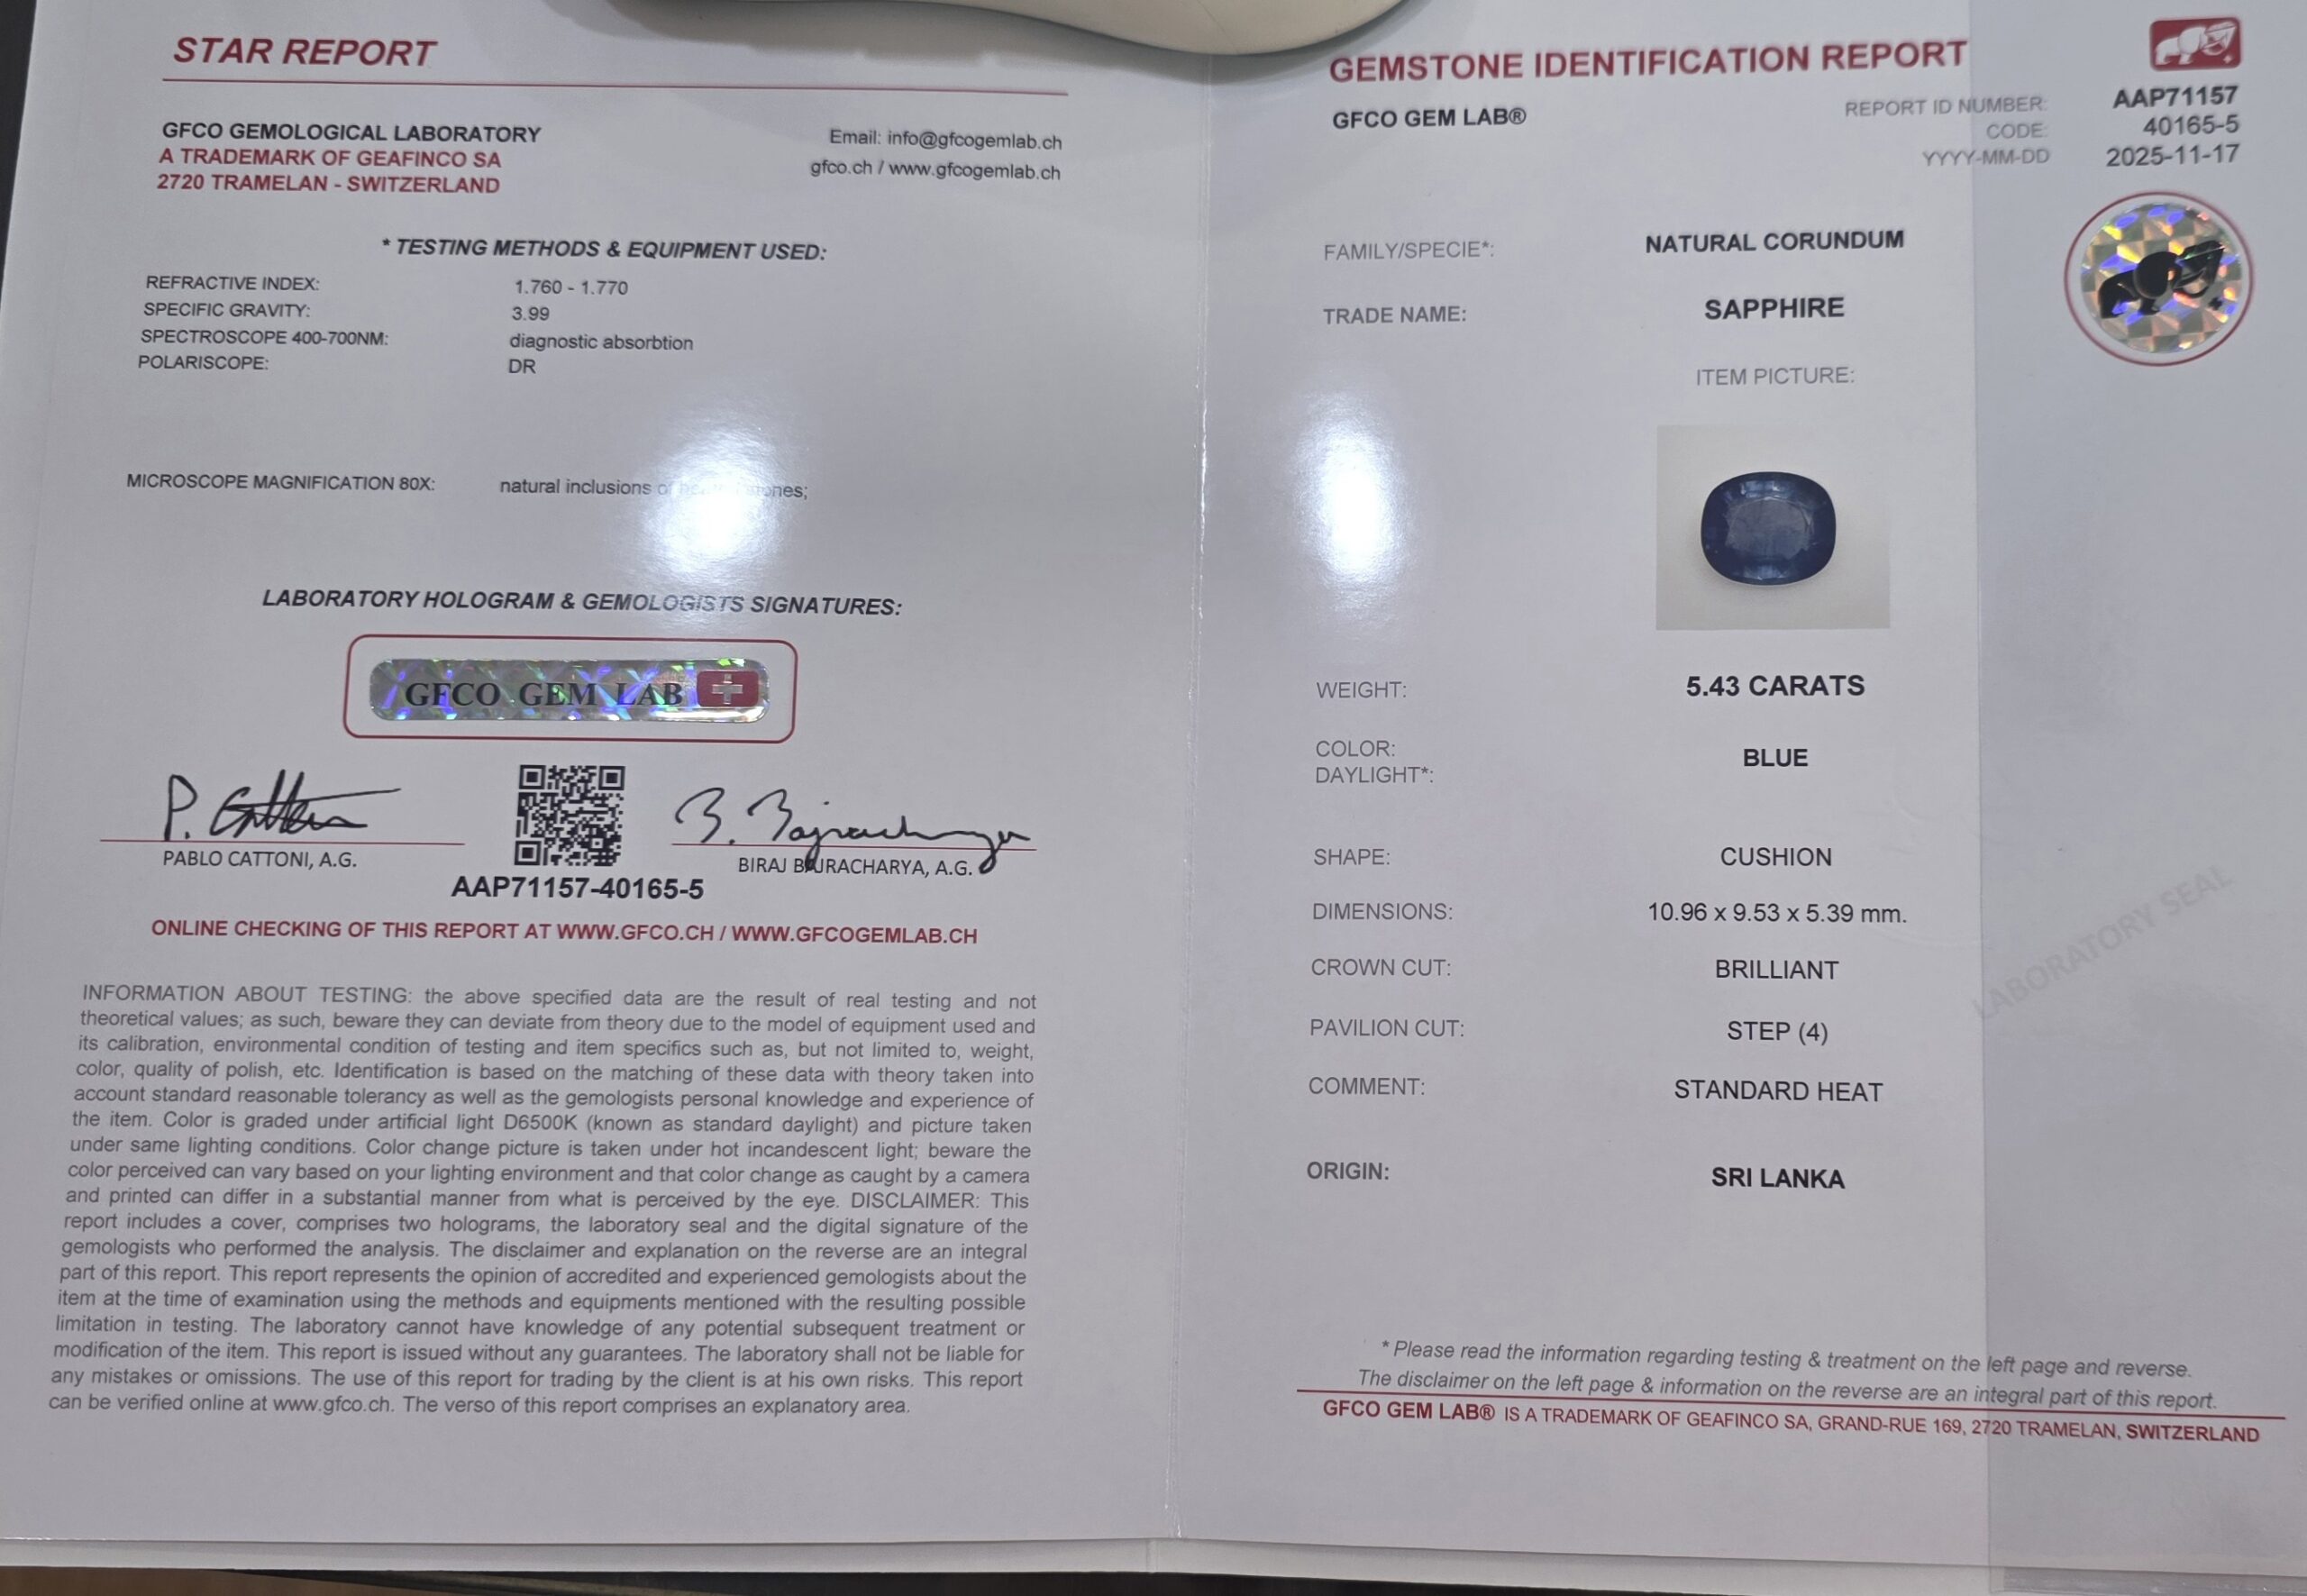 STAR REPORT
GFCO GEMOLOGICAL LABORATORY
A TRADEMARK OF GEAFINCO SA
2720 TRAMELAN - SWITZERLAND
Email: info@gfcogemlab.ch
gfco.ch / www.gfcogemlab.ch
* TESTING METHODS & EQUIPMENT USED:
REFRACTIVE INDEX: 1.760 - 1.770
SPECIFIC GRAVITY: 3.99
SPECTROSCOPE 400-700NM: diagnostic absorbtion
POLARISCOPE: DR
MICROSCOPE MAGNIFICATION 80X: natural inclusions
LABORATORY HOLOGRAM & GEMOLOGISTS SIGNATURES:
GFCO GEM LAB
P. Cattoni B. Bajracharya
PABLO CATTONI, A.G. BIRAJ BAJRACHARYA, A.G.
AAP71157-40165-5
ONLINE CHECKING OF THIS REPORT AT WWW.GFCO.CH / WWW.GFCOGEMLAB.CH
INFORMATION ABOUT TESTING: the above specified data are the result of real testing and not
theoretical values; as such, beware they can deviate from theory due to the model of equipment used and
its calibration, environmental condition of testing and item specifics such as, but not limited to, weight,
color, quality of polish, etc. Identification is based on the matching of these data with theory taken into
account standard reasonable tolerancy as well as the gemologists personal knowledge and experience of
the item. Color is graded under artificial light D6500K (known as standard daylight) and picture taken
under same lighting conditions. Color change picture is taken under hot incandescent light; beware the
color perceived can vary based on your lighting environment and that color change as caught by a camera
and printed can differ in a substantial manner from what is perceived by the eye. DISCLAIMER: This
report includes a cover, comprises two holograms, the laboratory seal and the digital signature of the
gemologists who performed the analysis. The disclaimer and explanation on the reverse are an integral
part of this report. This report represents the opinion of accredited and experienced gemologists about the
item at the time of examination using the methods and equipments mentioned with the resulting possible
limitation in testing. The laboratory cannot have knowledge of any potential subsequent treatment or
modification of the item. This report is issued without any guarantees. The laboratory shall not be liable for
any mistakes or omissions. The use of this report for trading by the client is at his own risks. This report
can be verified online at www.gfco.ch. The verso of this report comprises an explanatory area.
GEMSTONE IDENTIFICATION REPORT
GFCO GEM LAB®
REPORT ID NUMBER: AAP71157
CODE: 40165-5
YYYY-MM-DD 2025-11-17
FAMILY/SPECIE*: NATURAL CORUNDUM
TRADE NAME: SAPPHIRE
ITEM PICTURE:
WEIGHT: 5.43 CARATS
COLOR:
DAYLIGHT*: BLUE
SHAPE: CUSHION
DIMENSIONS: 10.96 x 9.53 x 5.39 mm.
CROWN CUT: BRILLIANT
PAVILION CUT: STEP (4)
COMMENT: STANDARD HEAT
ORIGIN: SRI LANKA
LABORATORY SEAL
* Please read the information regarding testing & treatment on the left page and reverse.
The disclaimer on the left page & information on the reverse are an integral part of this report.
GFCO GEM LAB® IS A TRADEMARK OF GEAFINCO SA, GRAND-RUE 169, 2720 TRAMELAN, SWITZERLAND